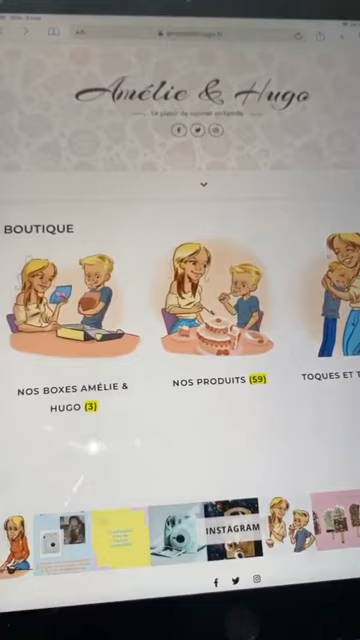 Amélie & Hugo
Le plaisir de cuisiner en famille
BOUTIQUE
NOS BOXES AMÉLIE &
HUGO (3)
NOS PRODUITS (59)
TOQUES ET T
INSTAGRAM